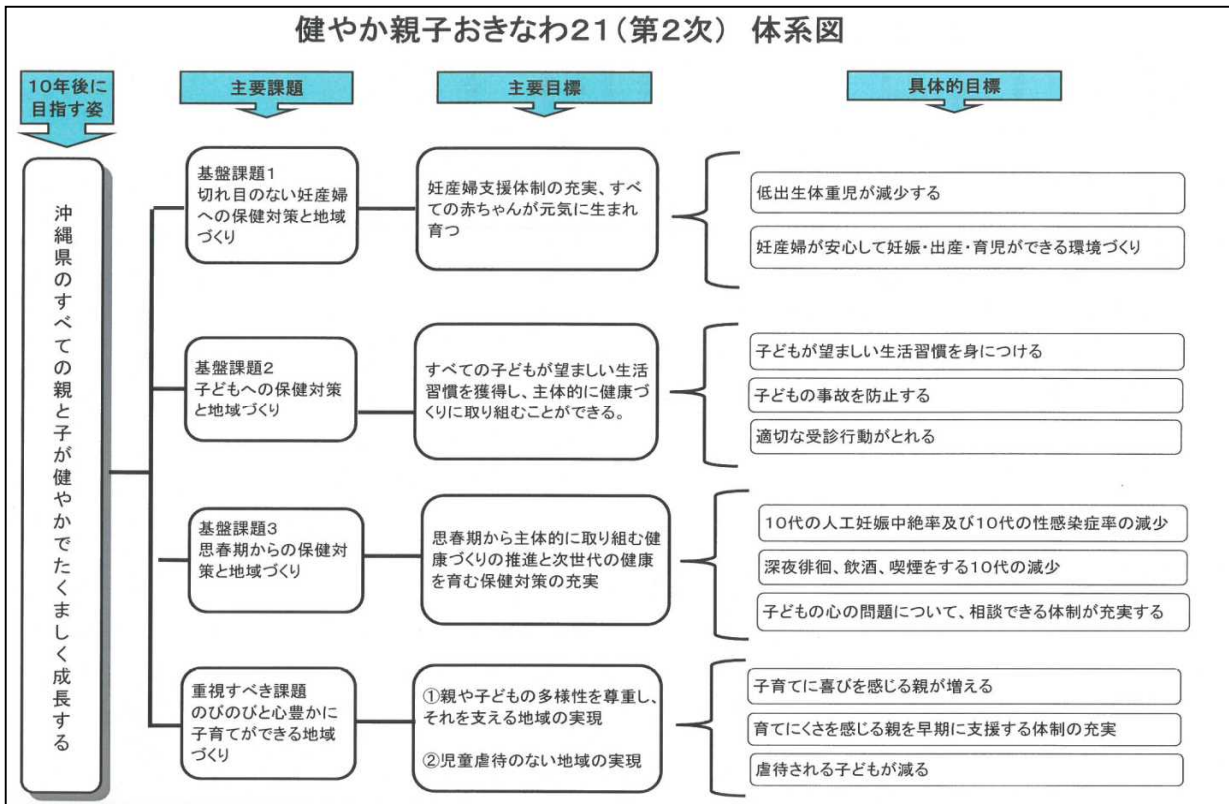 健やか親子おきなわ21(第2次) 体系図
10年後に
目指す姿
主要課題
主要目標
具体的目標
沖縄県のすべての親と子が健やかでたくましく成長する
基盤課題1
切れ目のない妊産婦
への保健対策と地域
づくり
妊産婦支援体制の充実、すべ
ての赤ちゃんが元気に生まれ
育つ
低出生体重児が減少する
妊産婦が安心して妊娠・出産・育児ができる環境づくり
基盤課題2
子どもへの保健対策
と地域づくり
すべての子どもが望ましい生活
習慣を獲得し、主体的に健康づ
くりに取り組むことができる。
子どもが望ましい生活習慣を身につける
子どもの事故を防止する
適切な受診行動がとれる
基盤課題3
思春期からの保健対
策と地域づくり
思春期から主体的に取り組む健
康づくりの推進と次世代の健康
を育む保健対策の充実
10代の人工妊娠中絶率及び10代の性感染症率の減少
深夜徘徊、飲酒、喫煙をする10代の減少
子どもの心の問題について、相談できる体制が充実する
重視すべき課題
のびのびと心豊かに
子育てができる地域
づくり
①親や子どもの多様性を尊重し、
それを支える地域の実現
②児童虐待のない地域の実現
子育てに喜びを感じる親が増える
育てにくさを感じる親を早期に支援する体制の充実
虐待される子どもが減る